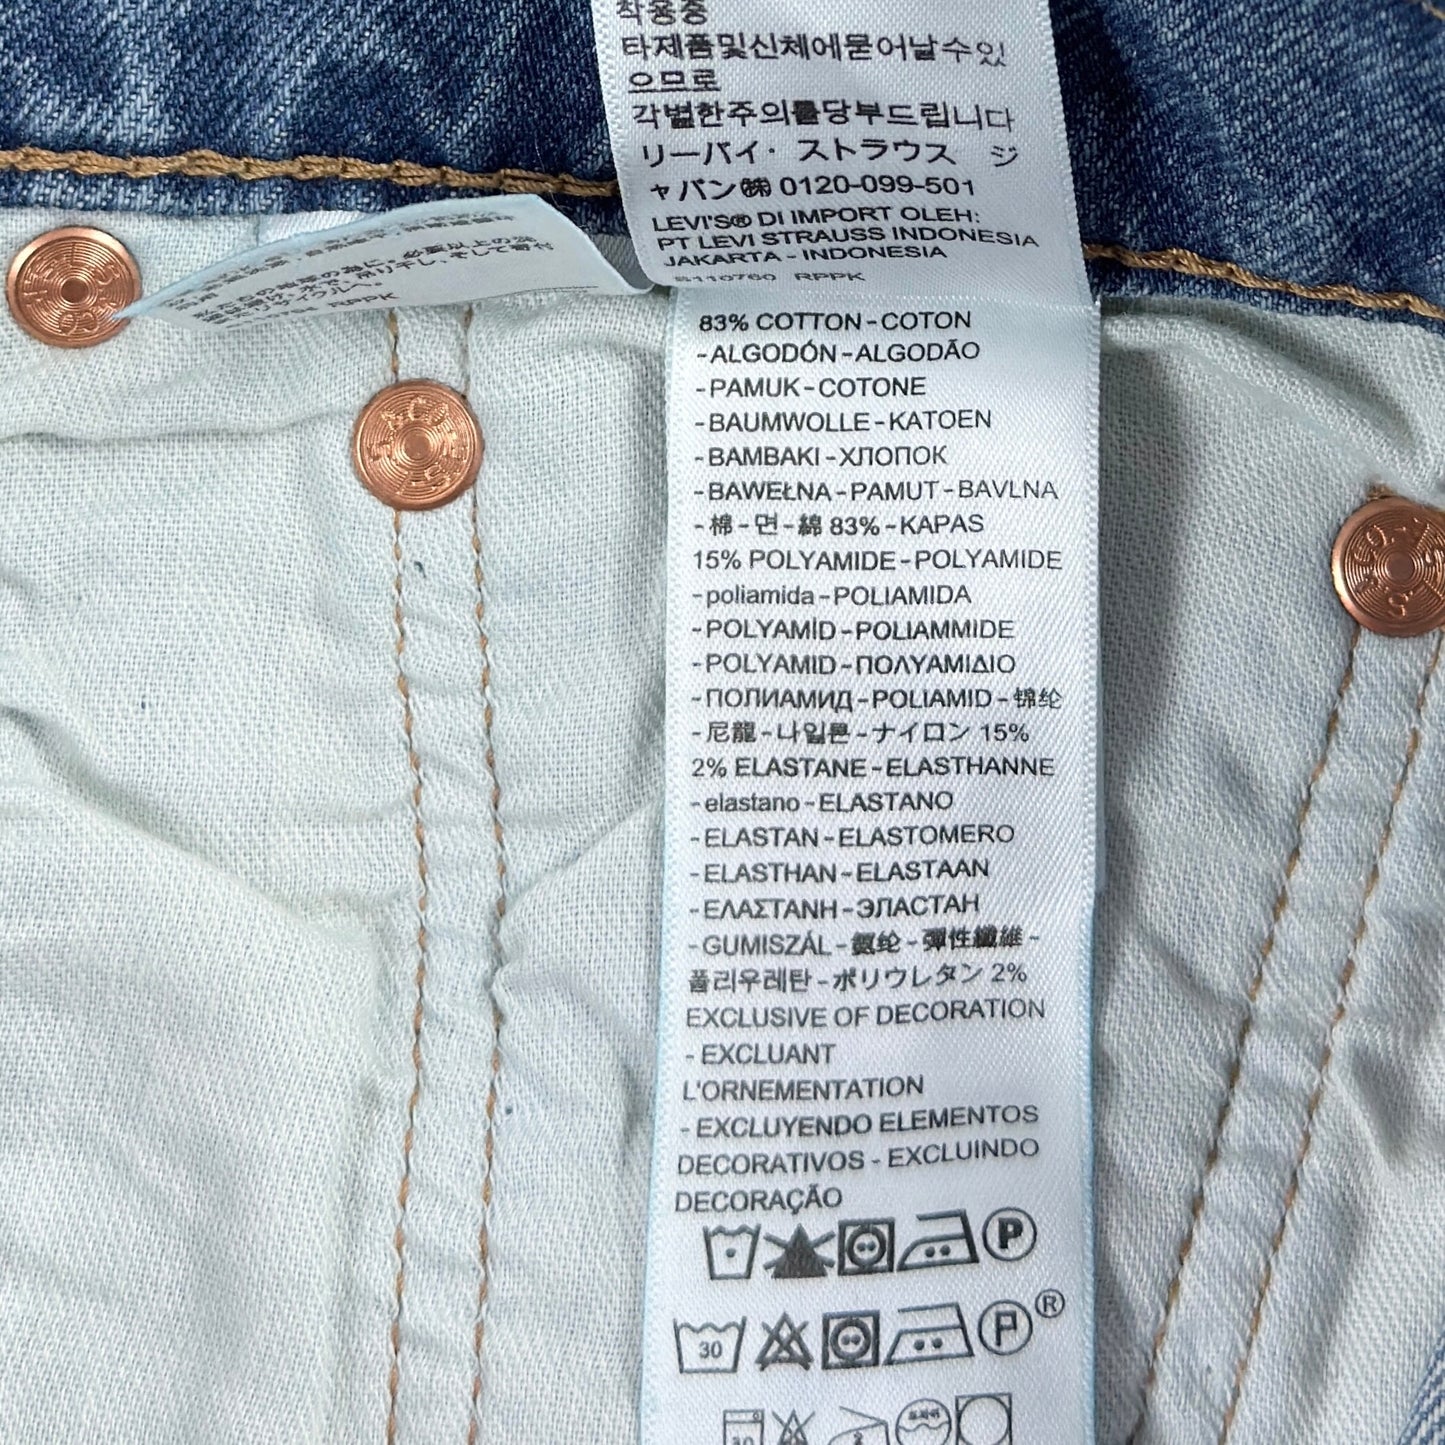 착용중
타제품및신체에묻어날수있
으므로
각별한주의를당부드립니다
リーバイ・ストラウス ジ
ャパン㈱ 0120-099-501
LEVI'S® DI IMPORT OLEH:
PT LEVI STRAUSS INDONESIA
JAKARTA - INDONESIA
RPPK
RPPK
83% COTTON-COTON
-ALGODÓN-ALGODÃO
-PAMUK-COTONE
-BAUMWOLLE-KATOEN
-BAMBAKI-ХЛОПОК
-BAWEŁNA-PAMUT-BAVLNA
-棉-면-綿 83%-KAPAS
15% POLYAMIDE-POLYAMIDE
-poliamida-POLIAMIDA
-POLYAMİD-POLIAMMIDE
-POLYAMID-ΠΟΛΥΑΜΙΔΙΟ
-ПОЛИАМИД-POLIAMID-锦纶
-尼龍-나일론-ナイロン 15%
2% ELASTANE-ELASTHANNE
-elastano-ELASTANO
-ELASTAN-ELASTOMERO
-ELASTHAN-ELASTAAN
-ΕΛΑΣΤΑΝΗ-ЭЛАСТАН
-GUMISZÁL-氨纶-彈性纖維-
폴리우레탄-ポリウレタン 2%
EXCLUSIVE OF DECORATION
- EXCLUANT
L'ORNEMENTATION
- EXCLUYENDO ELEMENTOS
DECORATIVOS - EXCLUINDO
DECORAÇÃO
P
30 P ®
30